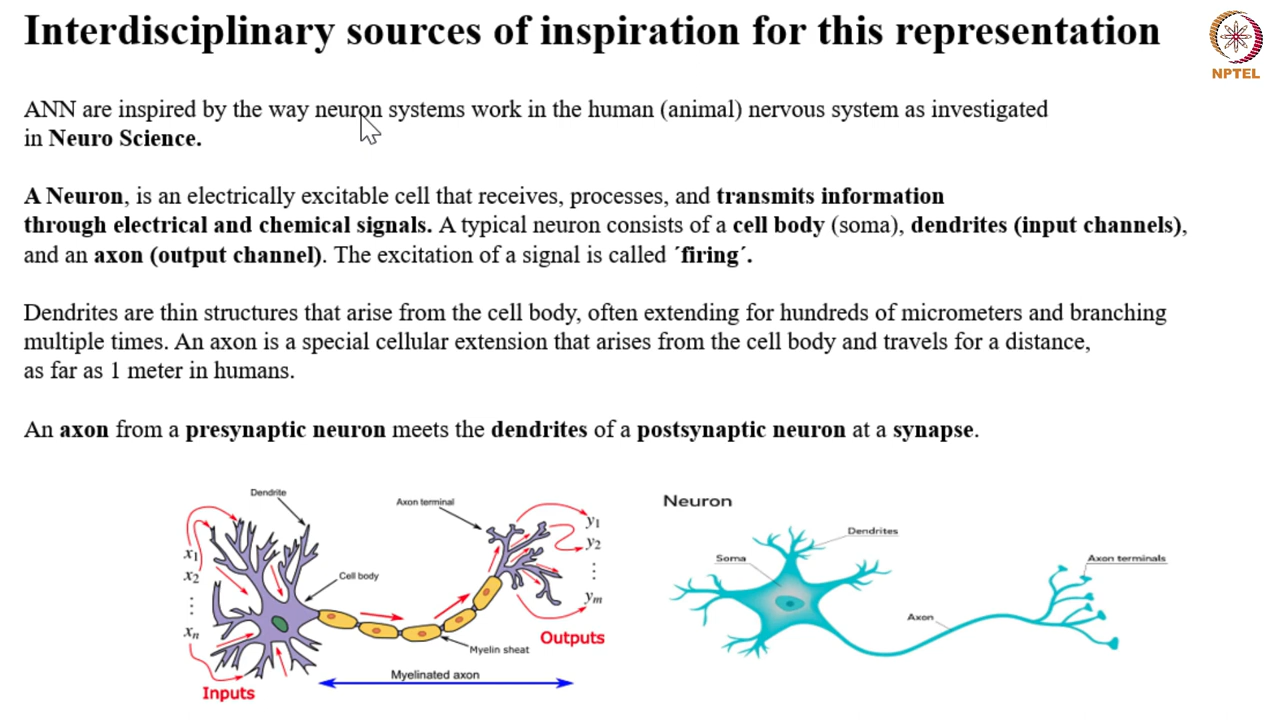 Interdisciplinary sources of inspiration for this representation
NPTEL
ANN are inspired by the way neuron systems work in the human (animal) nervous system as investigated
in Neuro Science.
A Neuron, is an electrically excitable cell that receives, processes, and transmits information
through electrical and chemical signals. A typical neuron consists of a cell body (soma), dendrites (input channels),
and an axon (output channel). The excitation of a signal is called ´firing´.
Dendrites are thin structures that arise from the cell body, often extending for hundreds of micrometers and branching
multiple times. An axon is a special cellular extension that arises from the cell body and travels for a distance,
as far as 1 meter in humans.
An axon from a presynaptic neuron meets the dendrites of a postsynaptic neuron at a synapse.
Dendrite
Axon terminal
x1
x2
⋮
xn
Cell body
y1
y2
⋮
ym
Outputs
Myelin sheat
Myelinated axon
Inputs
Neuron
Dendrites
Soma
Axon terminals
Axon